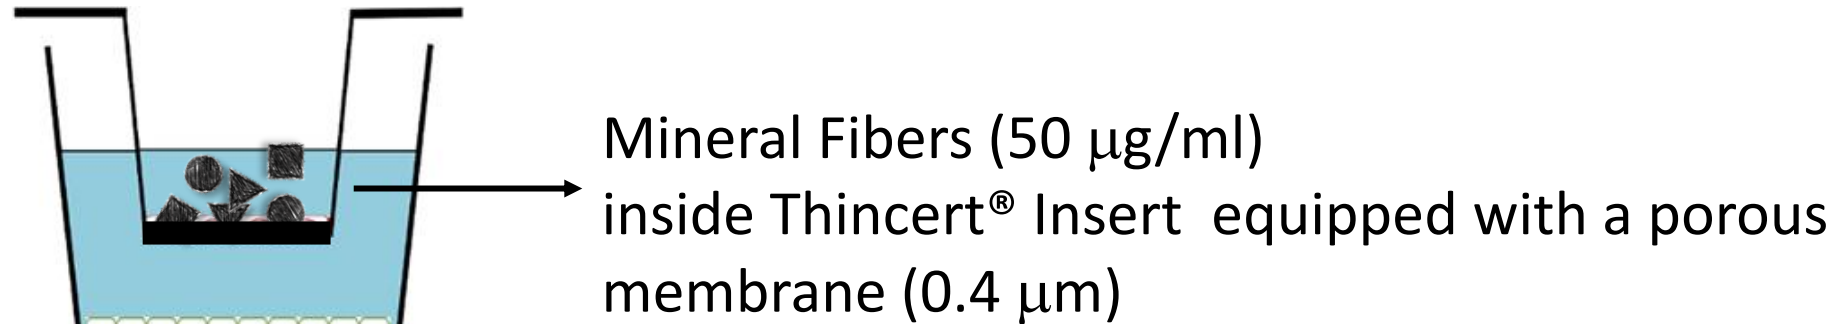 Mineral Fibers (50 μg/ml)
inside Thincert® Insert equipped with a porous
membrane (0.4 μm)